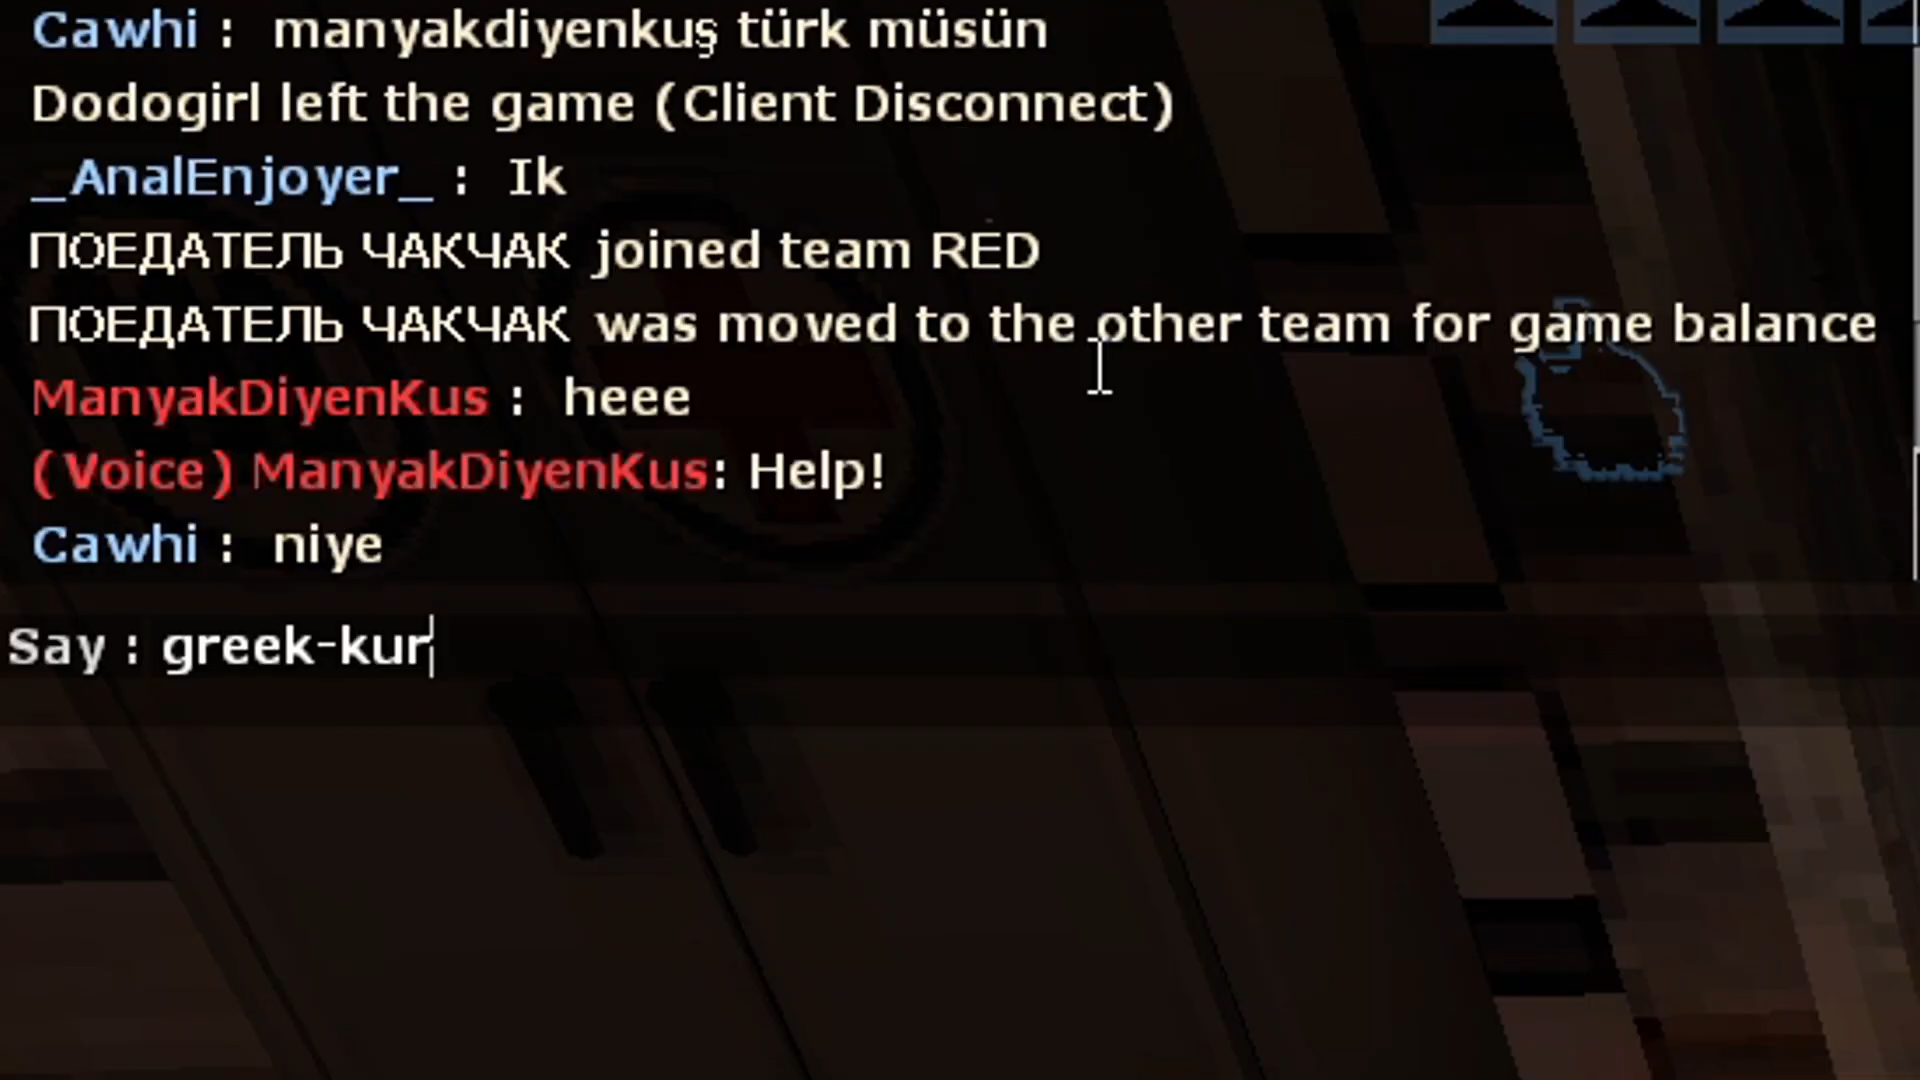 Cawhi :  manyakdiyenkuş türk müsün
Dodogirl left the game (Client Disconnect)
_AnalEnjoyer_ :  Ik
ПОЕДАТЕЛЬ ЧАКЧАК joined team RED
ПОЕДАТЕЛЬ ЧАКЧАК was moved to the other team for game balance
ManyakDiyenKus :  heee
(Voice) ManyakDiyenKus: Help!
Cawhi :  niye
Say : greek-kur